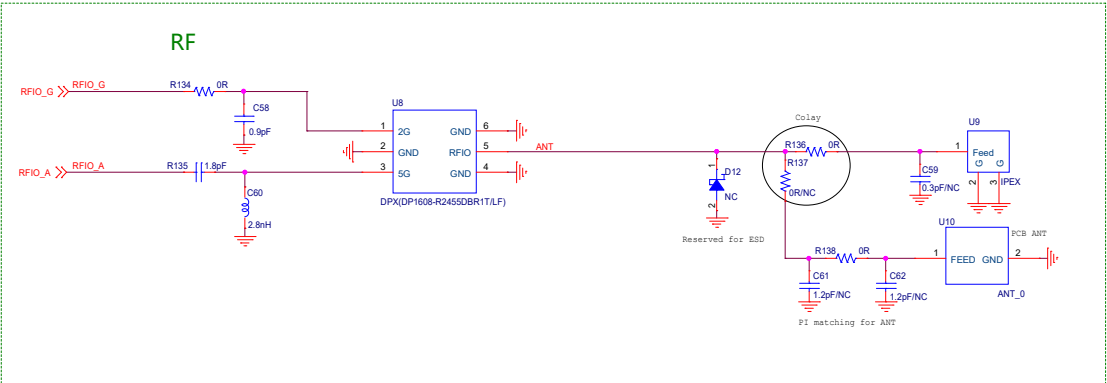 RF
RFIO_G
RFIO_G
R134
0R
C58
0.9pF
RFIO_A
RFIO_A
R135
1.8pF
C60
2.8nH
U8
1
2G
GND
6
2
GND
RFIO
5
3
5G
GND
4
DPX(DP1608-R2455DBR1T/LF)
ANT
1
D12
NC
2
Reserved for ESD
Colay
R136
0R
R137
0R/NC
C59
0.3pF/NC
U9
1
Feed
G
G
2
3
IPEX
R138
0R
C61
1.2pF/NC
C62
1.2pF/NC
PI matching for ANT
U10
PCB ANT
1
FEED
GND
2
ANT_0